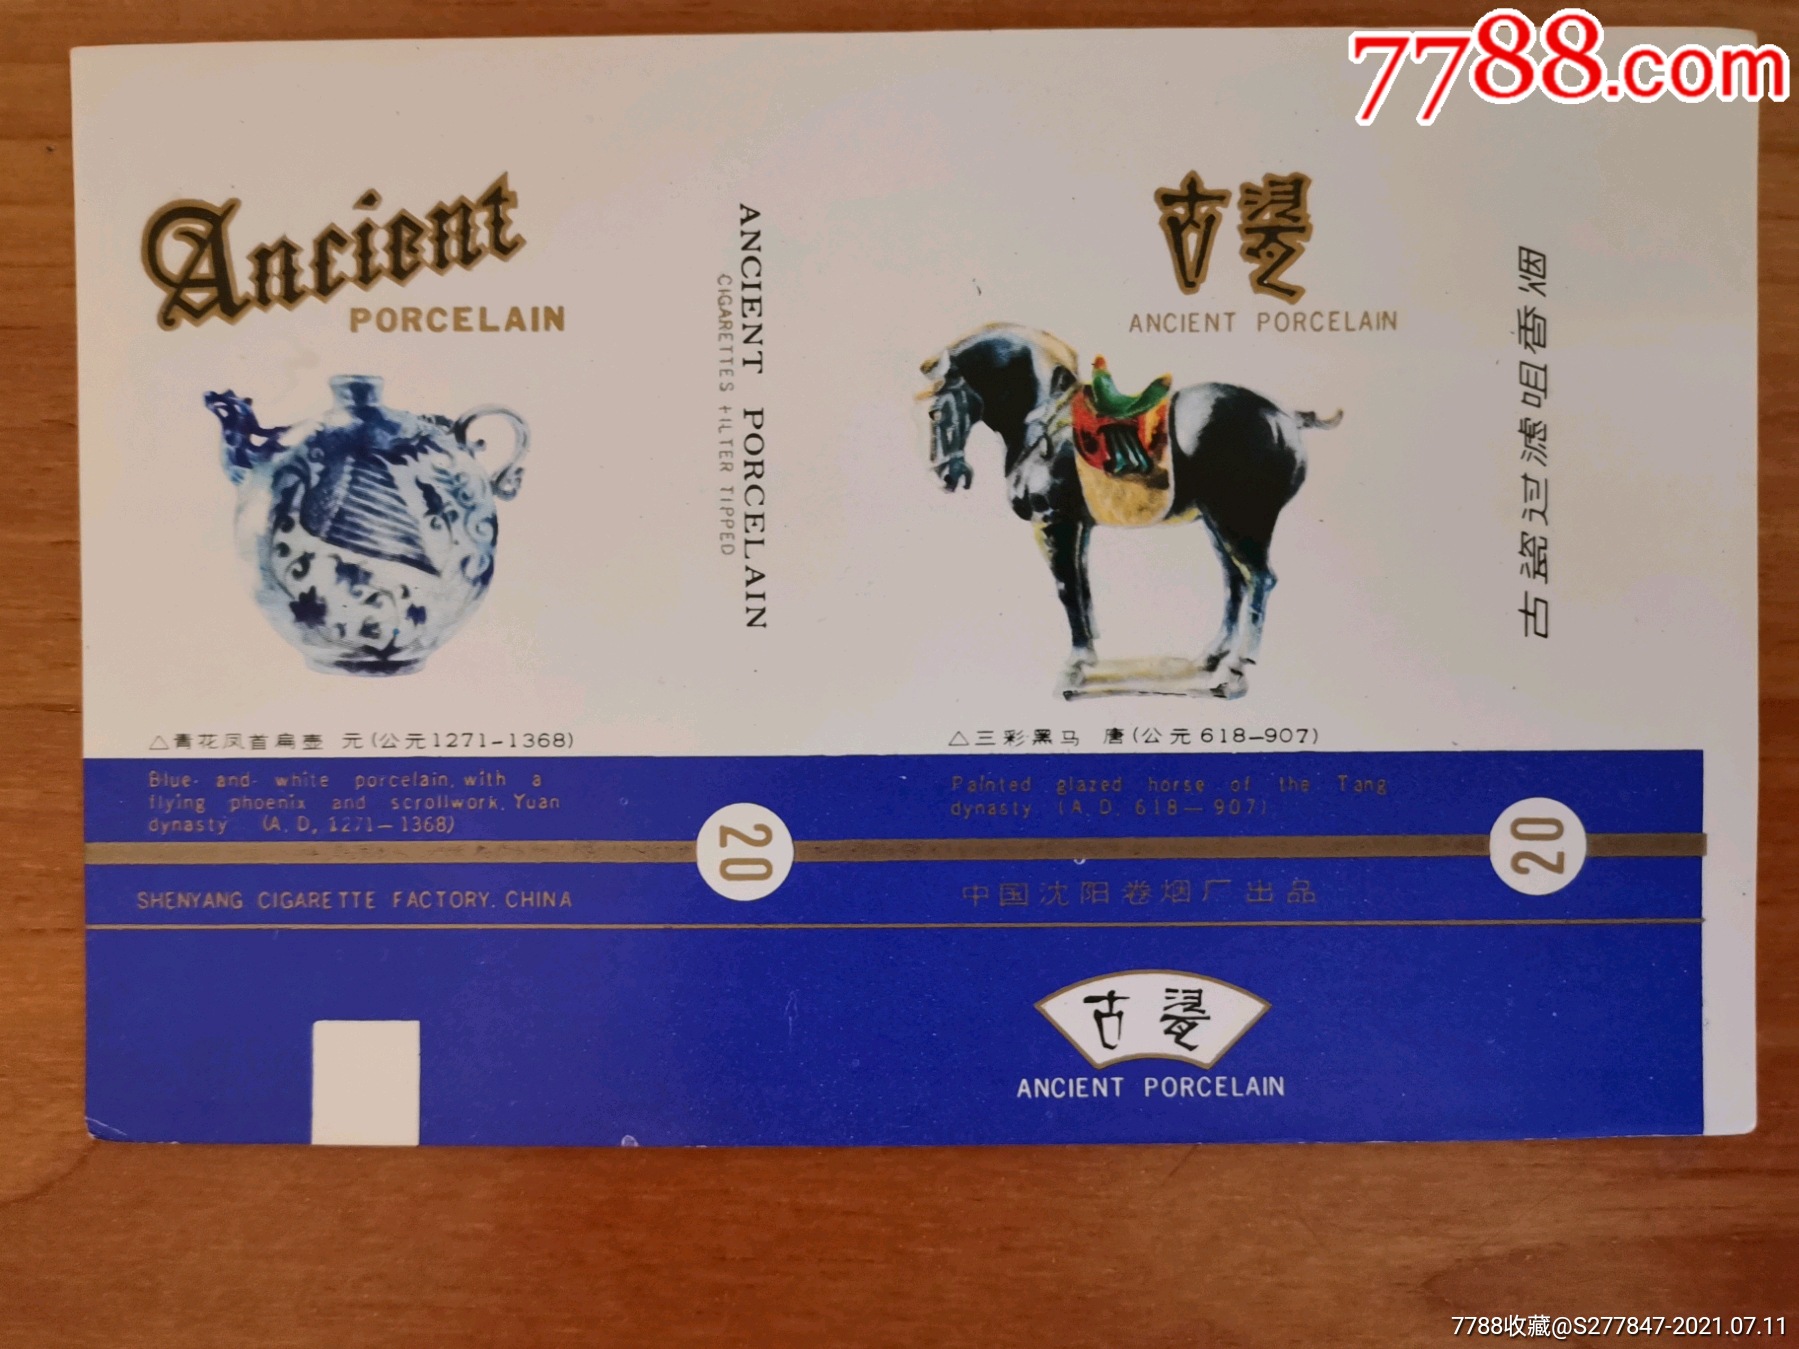 7788.com
Ancient
PORCELAIN
ANCIENT PORCELAIN
CIGARETTES FILTER TIPPED
古瓷
ANCIENT PORCELAIN
古瓷过滤咀香烟
△青花凤首扁壶 元(公元1271-1368)
△三彩黑马 唐(公元618-907)
Blue- and- white porcelain, with a
flying phoenix and scrollwork, Yuan
dynasty (A. D. 1271-1368)
Painted glazed horse of the Tang
dynasty (A. D. 618-907)
20
20
SHENYANG CIGARETTE FACTORY. CHINA
中国沈阳卷烟厂出品
古瓷
ANCIENT PORCELAIN
7788收藏@S277847-2021.07.11